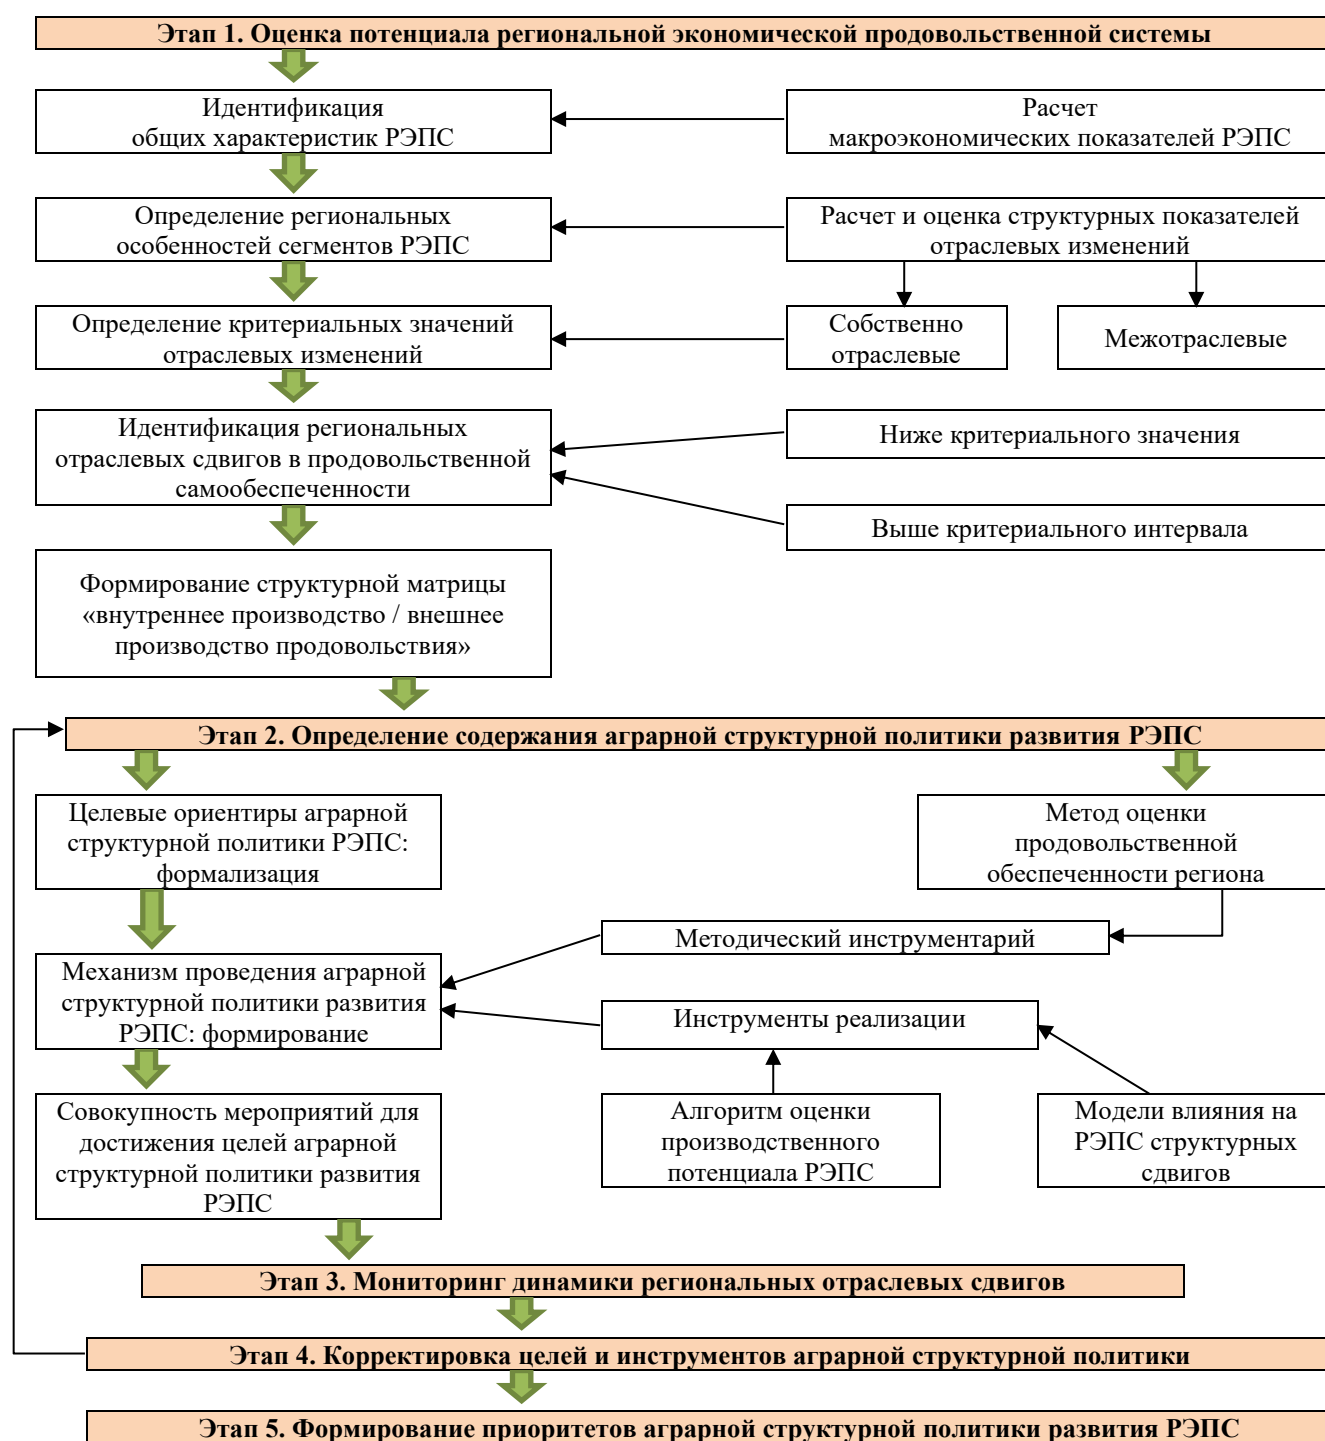 Этап 1. Оценка потенциала региональной экономической продовольственной системы
Идентификация
общих характеристик РЭПС
Расчет
макроэкономических показателей РЭПС
Определение региональных
особенностей сегментов РЭПС
Расчет и оценка структурных показателей
отраслевых изменений
Определение критериальных значений
отраслевых изменений
Собственно
отраслевые
Межотраслевые
Идентификация региональных
отраслевых сдвигов в продовольственной
самообеспеченности
Ниже критериального значения
Выше критериального интервала
Формирование структурной матрицы
«внутреннее производство / внешнее
производство продовольствия»
Этап 2. Определение содержания аграрной структурной политики развития РЭПС
Целевые ориентиры аграрной
структурной политики РЭПС:
формализация
Метод оценки
продовольственной
обеспеченности региона
Методический инструментарий
Механизм проведения аграрной
структурной политики развития
РЭПС: формирование
Инструменты реализации
Совокупность мероприятий для
достижения целей аграрной
структурной политики развития
РЭПС
Алгоритм оценки
производственного
потенциала РЭПС
Модели влияния на
РЭПС структурных
сдвигов
Этап 3. Мониторинг динамики региональных отраслевых сдвигов
Этап 4. Корректировка целей и инструментов аграрной структурной политики
Этап 5. Формирование приоритетов аграрной структурной политики развития РЭПС